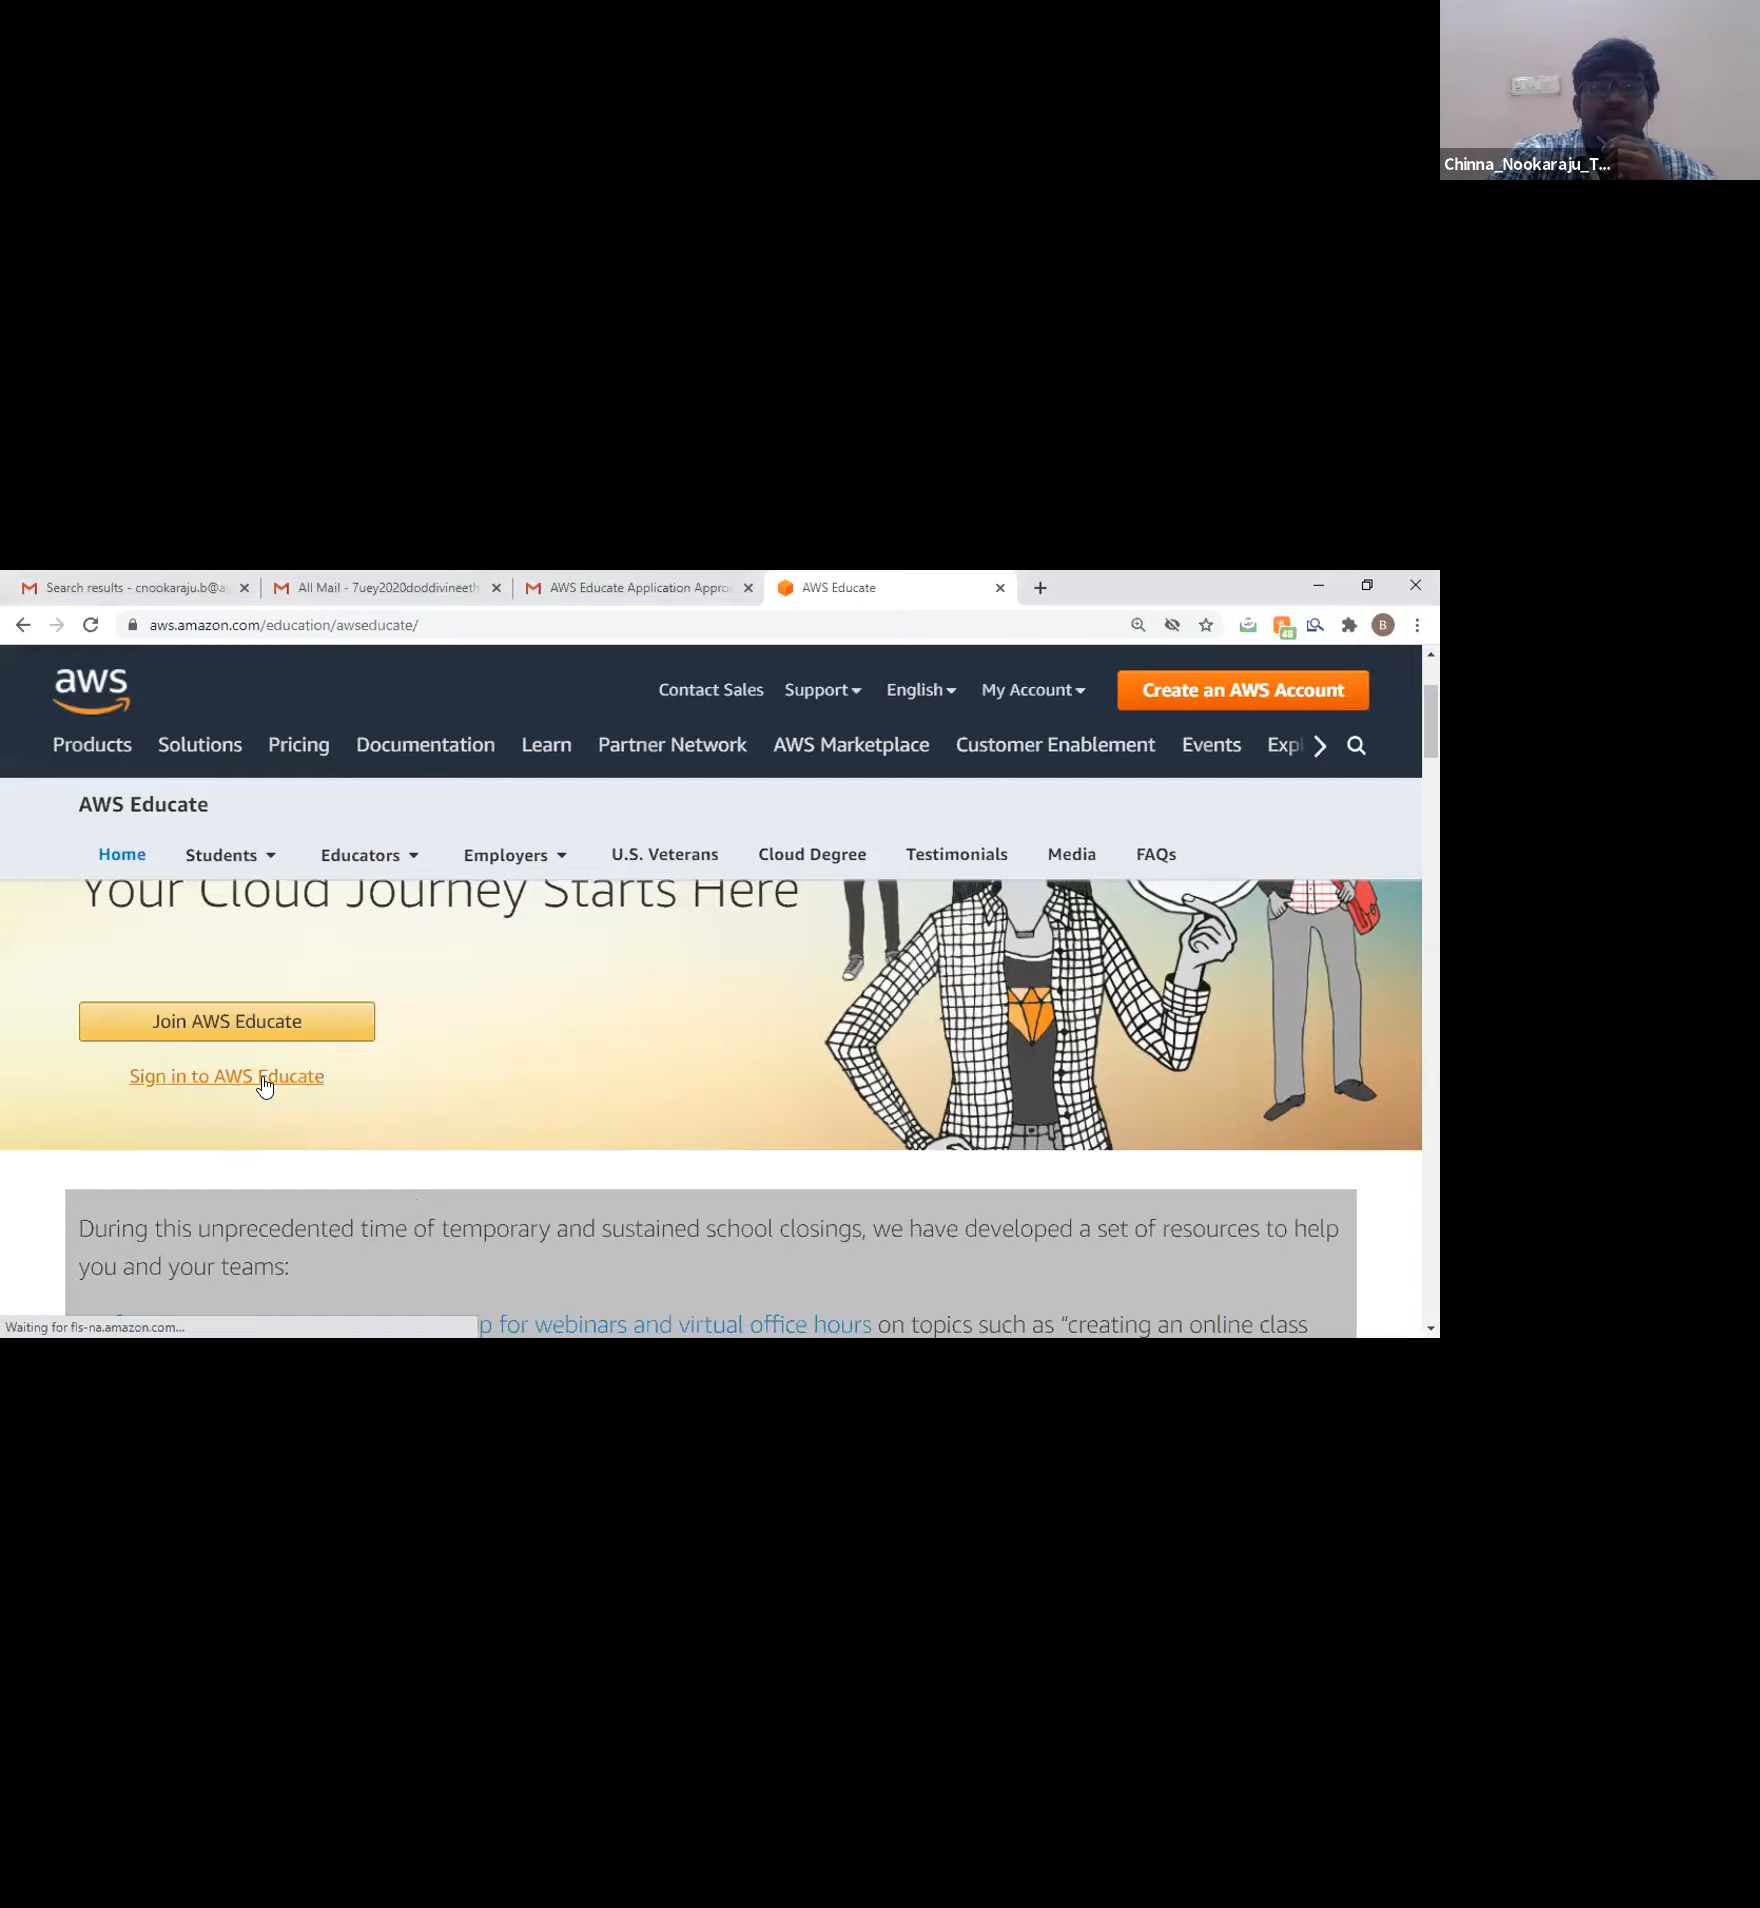 Chinna_Nookaraju_T...
Search results - cnookaraju.b@a
All Mail - 7uey2020doddivineeth
AWS Educate Application Appro
AWS Educate
aws.amazon.com/education/awseducate/
48
B
aws
Contact Sales
Support
English
My Account
Create an AWS Account
Products
Solutions
Pricing
Documentation
Learn
Partner Network
AWS Marketplace
Customer Enablement
Events
Expl
AWS Educate
Home
Students
Educators
Employers
U.S. Veterans
Cloud Degree
Testimonials
Media
FAQs
Your Cloud Journey Starts Here
Join AWS Educate
Sign in to AWS Educate
During this unprecedented time of temporary and sustained school closings, we have developed a set of resources to help
you and your teams:
p for webinars and virtual office hours on topics such as “creating an online class
Waiting for fls-na.amazon.com...